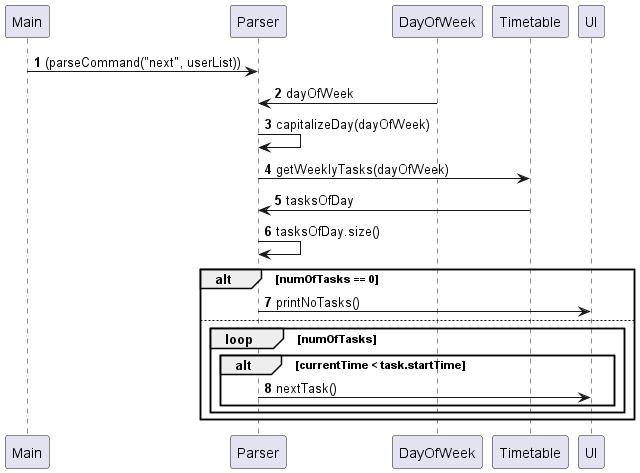 Main Parser DayOfWeek Timetable UI
1 (parseCommand("next", userList))
2 dayOfWeek
3 capitalizeDay(dayOfWeek)
4 getWeeklyTasks(dayOfWeek)
5 tasksOfDay
6 tasksOfDay.size()
alt [numOfTasks == 0]
7 printNoTasks()
loop [numOfTasks]
alt [currentTime < task.startTime]
8 nextTask()
Main Parser DayOfWeek Timetable UI